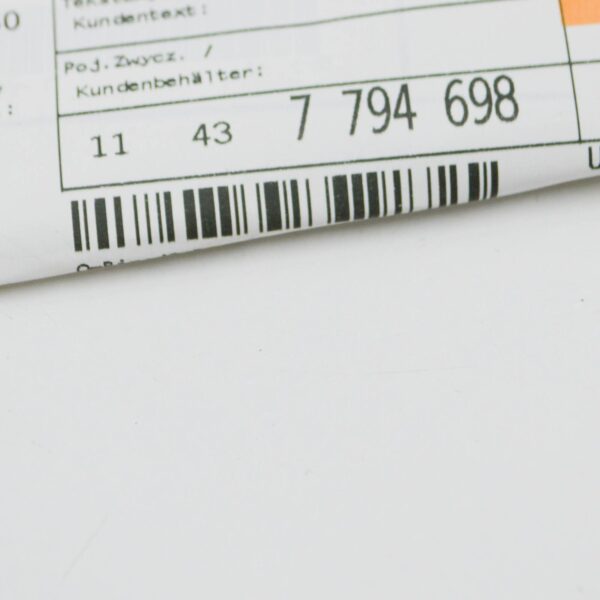 Kundentext:
Poj.Zwycz. /
Kundenbehälter:
11 43 7 794 698